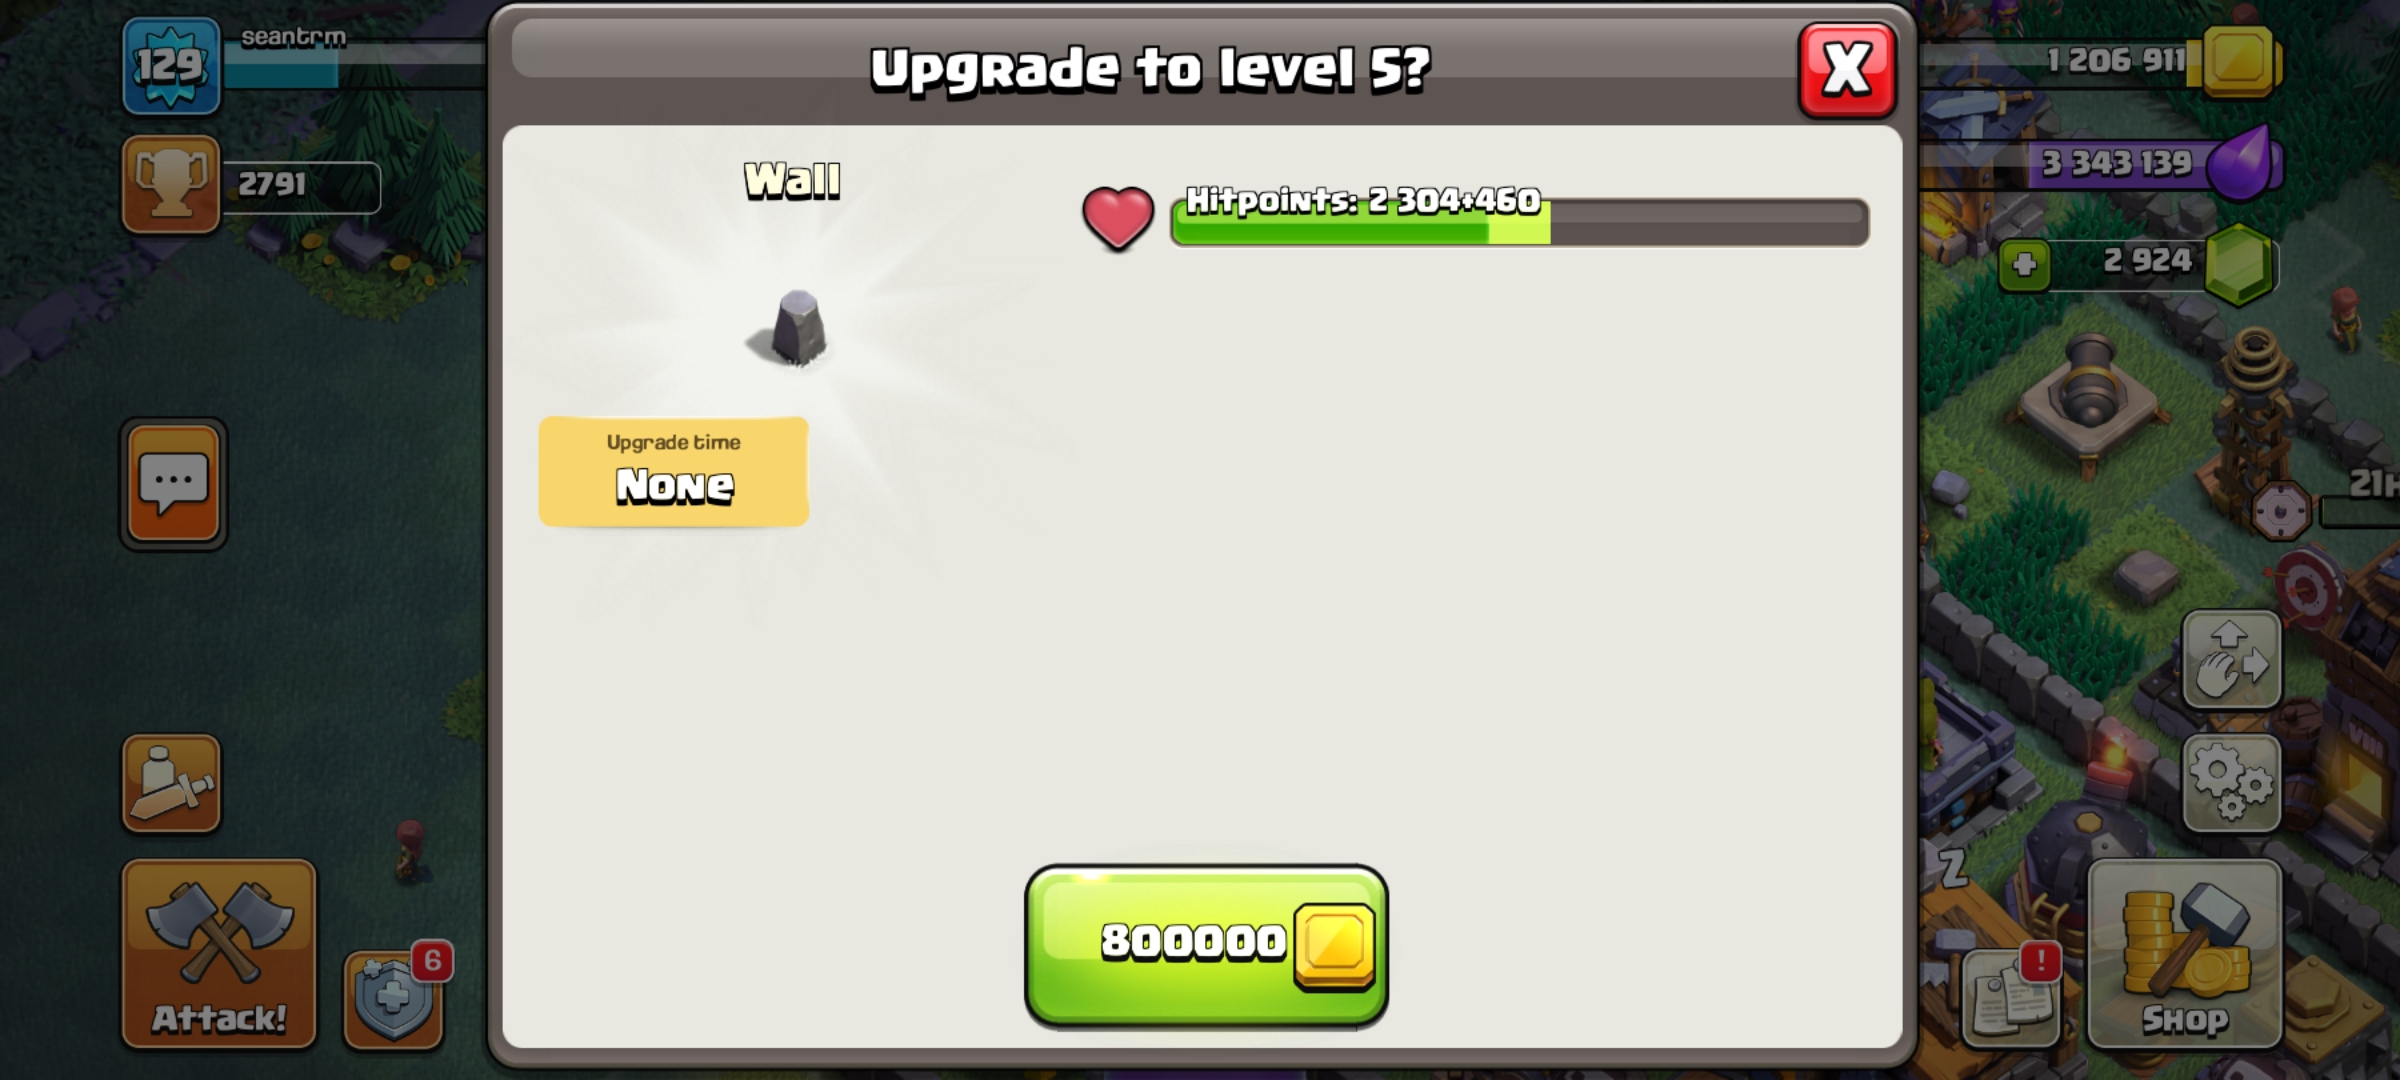 129
seantrm
2791
Upgrade to level 5?
X
1 206 911
3 343 139
2 924
Wall
Hitpoints: 2 304+460
Upgrade time
None
21H
VIII
Z
800000
Attack!
6
!
Shop